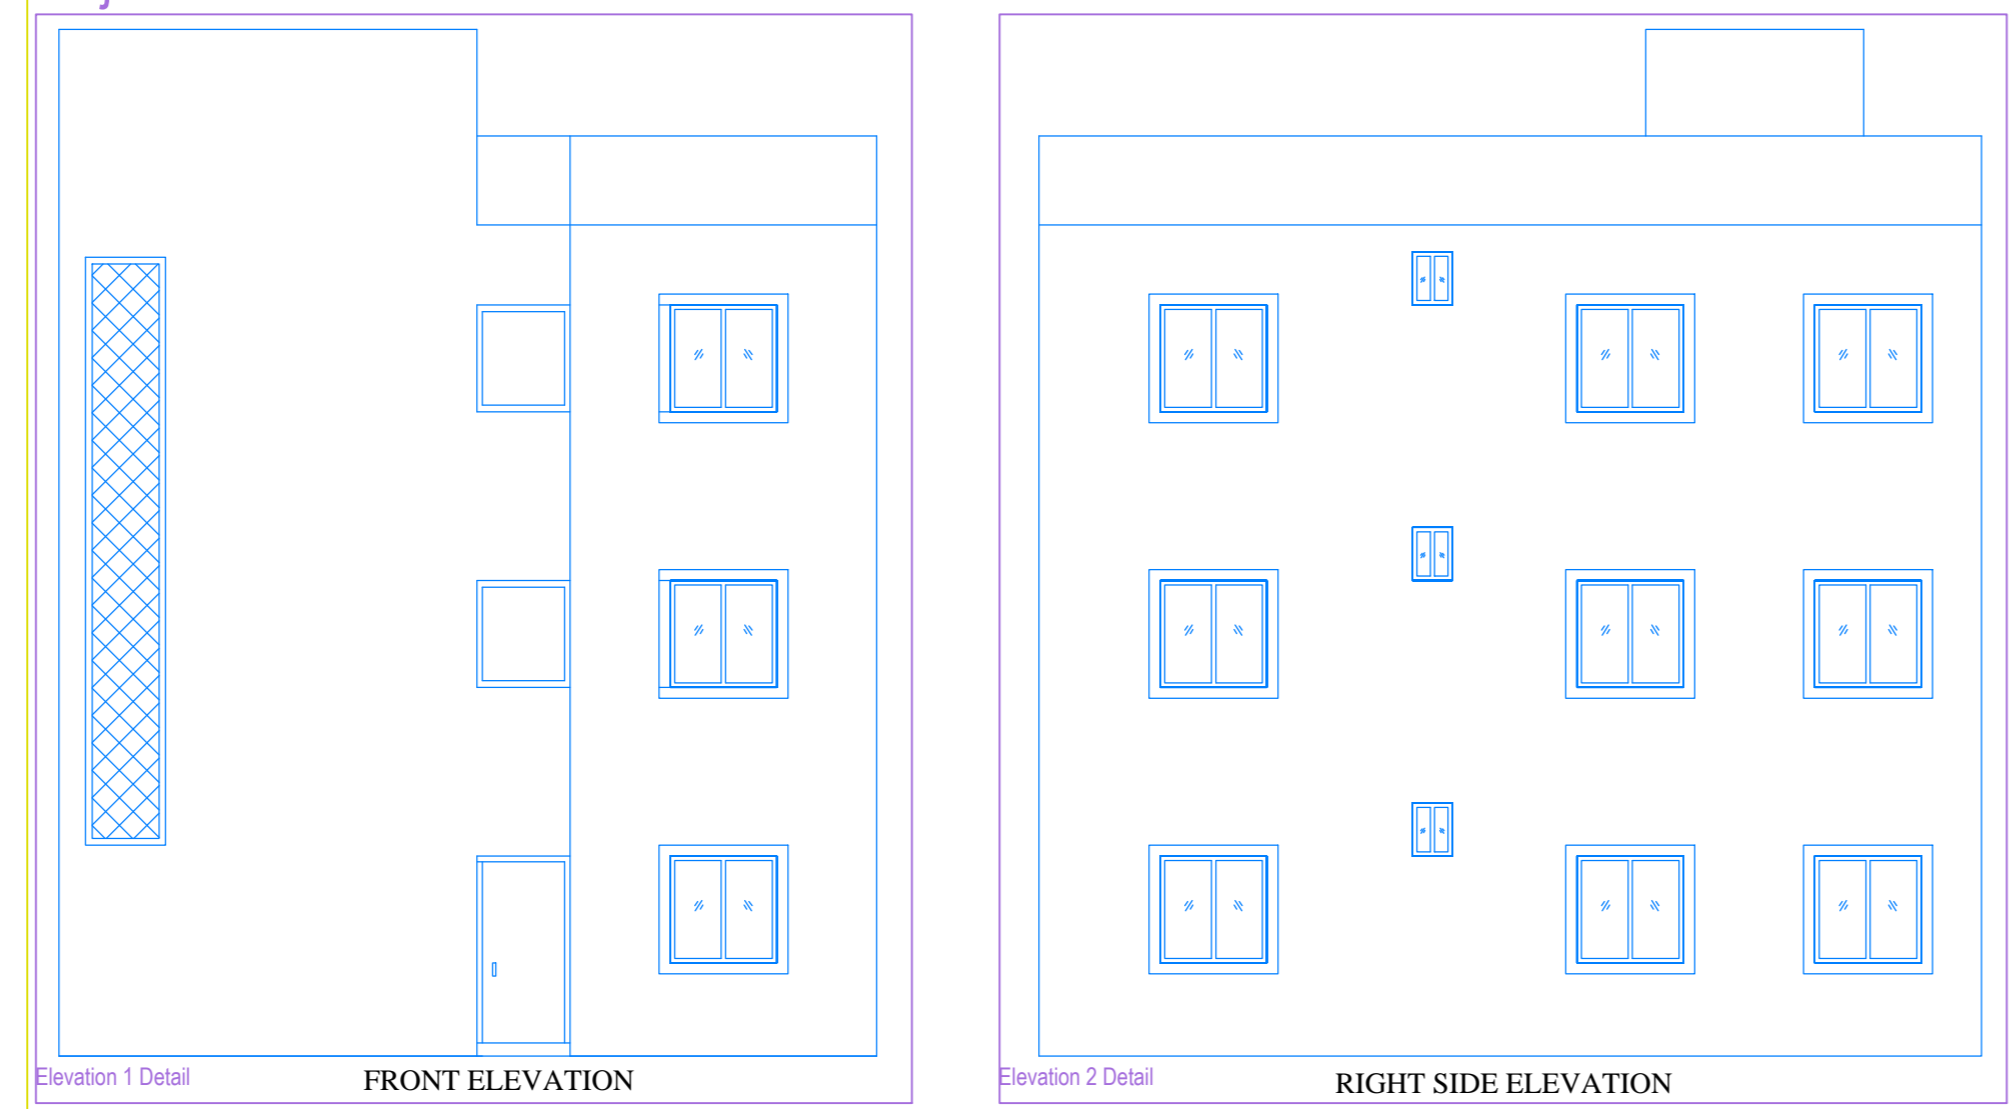 Elevation 1 Detail
FRONT ELEVATION
Elevation 2 Detail
RIGHT SIDE ELEVATION